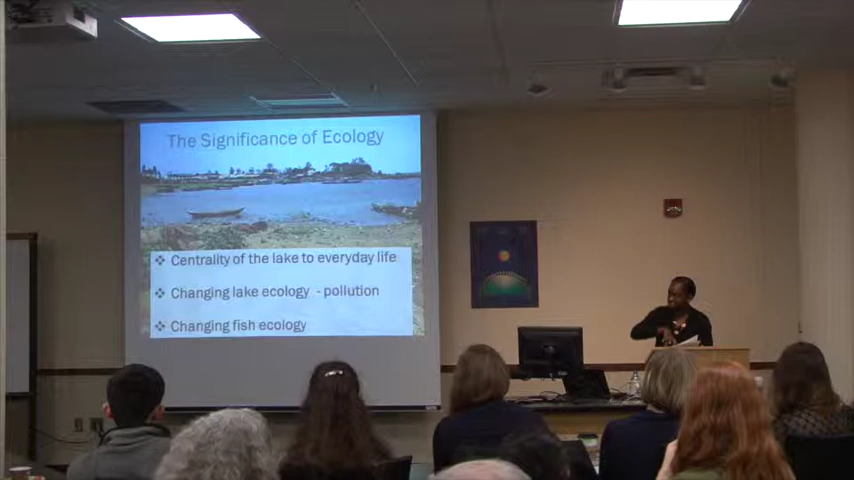 The Significance of Ecology
❖ Centrality of the lake to everyday life
❖ Changing lake ecology - pollution
❖ Changing fish ecology